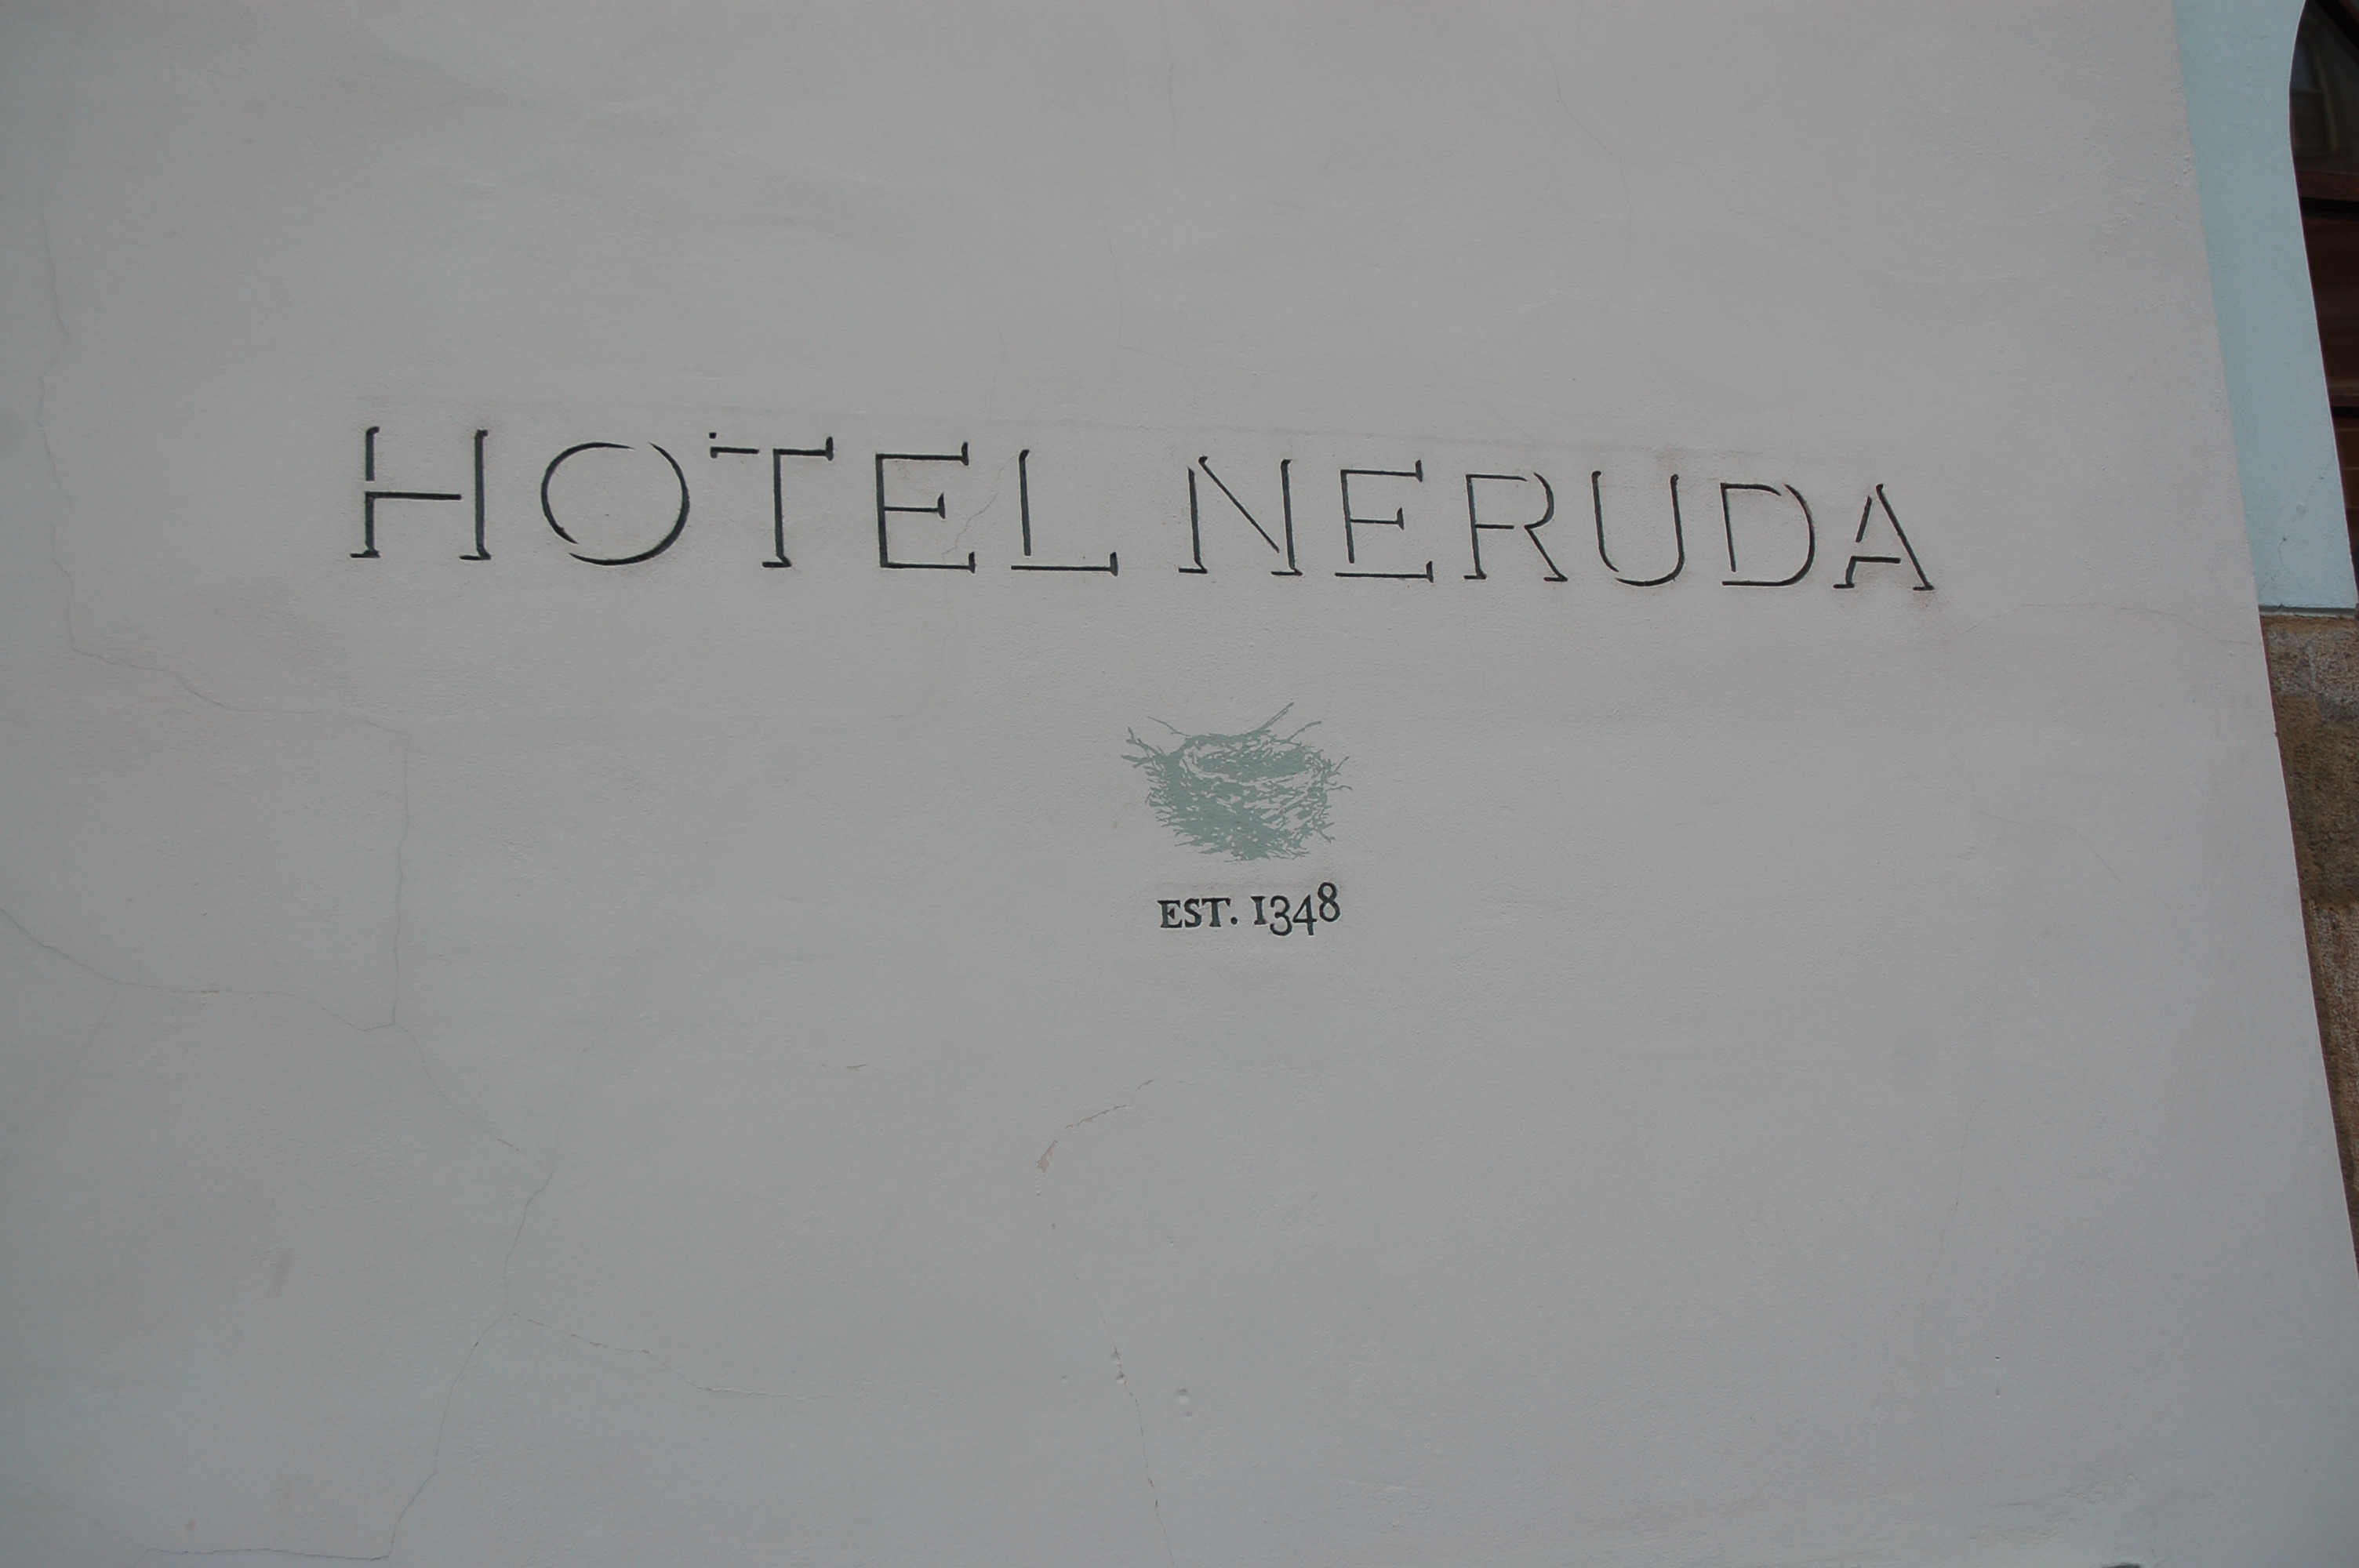 HOTEL NERUDA
EST. 1348